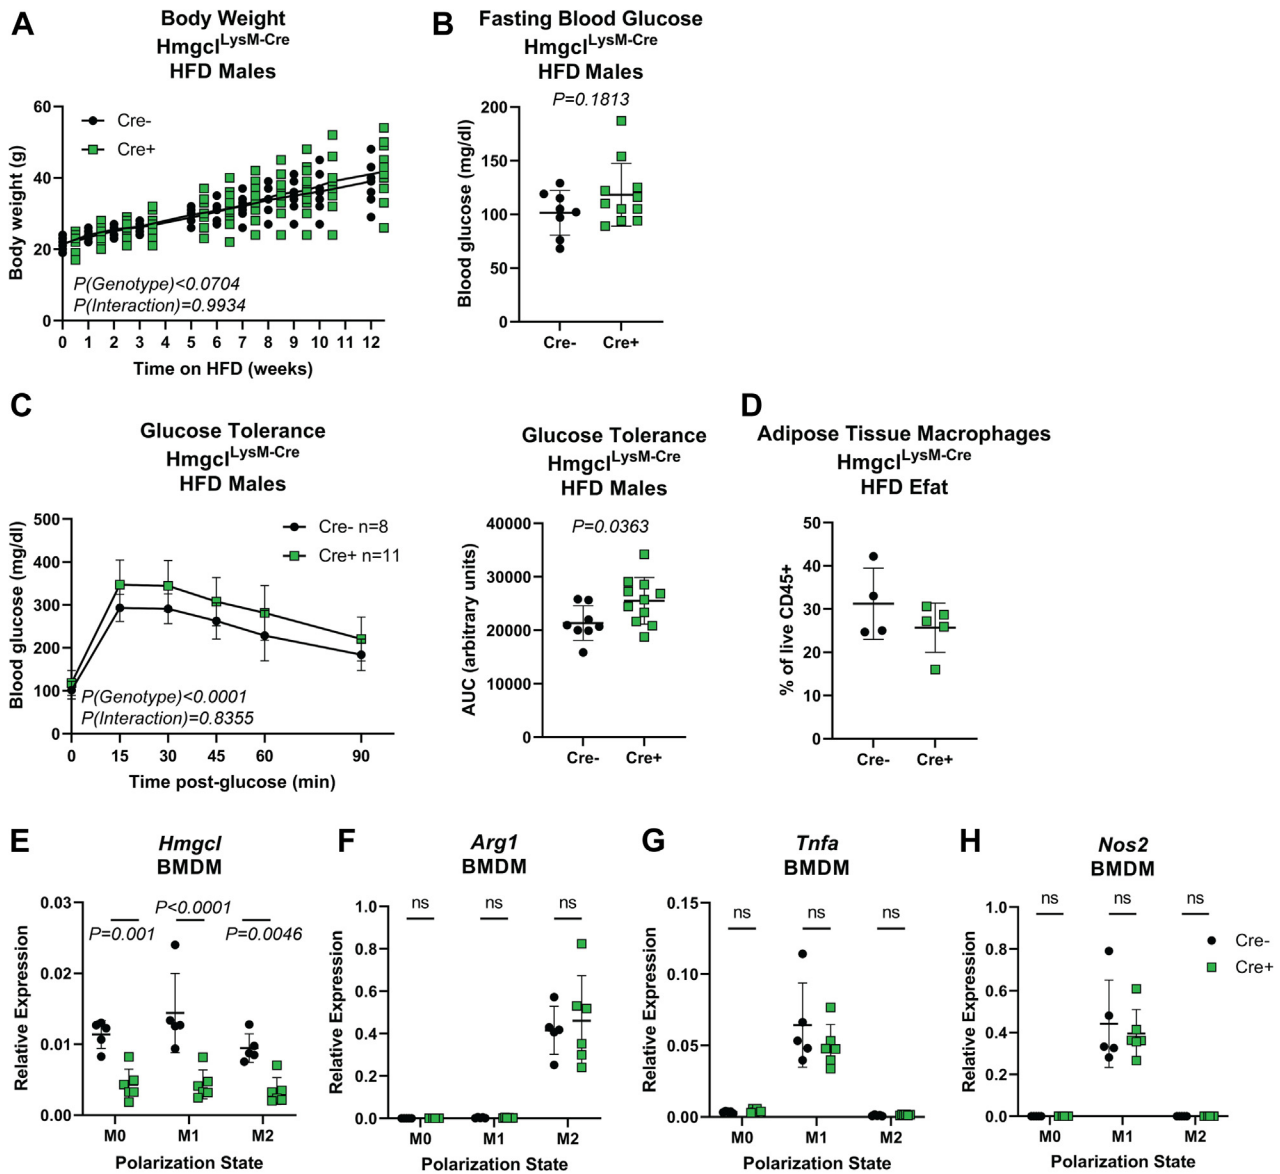 A
Body Weight
Hmgcl^LysM-Cre
HFD Males
Body weight (g)
60
40
20
0
Cre-
Cre+
P(Genotype)<0.0704
P(Interaction)=0.9934
0 1 2 3 4 5 6 7 8 9 10 11 12
Time on HFD (weeks)
B
Fasting Blood Glucose
Hmgcl^LysM-Cre
HFD Males
P=0.1813
Blood glucose (mg/dl)
200
150
100
50
0
Cre- Cre+
C
Glucose Tolerance
Hmgcl^LysM-Cre
HFD Males
Blood glucose (mg/dl)
500
400
300
200
100
0
Cre- n=8
Cre+ n=11
P(Genotype)<0.0001
P(Interaction)=0.8355
0 15 30 45 60 90
Time post-glucose (min)
Glucose Tolerance
Hmgcl^LysM-Cre
HFD Males
P=0.0363
AUC (arbitrary units)
40000
30000
20000
10000
0
Cre- Cre+
D
Adipose Tissue Macrophages
Hmgcl^LysM-Cre
HFD Efat
% of live CD45+
50
40
30
20
10
0
Cre- Cre+
E
Hmgcl
BMDM
Relative Expression
0.03
0.02
0.01
0.00
P<0.0001
P=0.001 P=0.0046
M0 M1 M2
Polarization State
F
Arg1
BMDM
Relative Expression
1.0
0.8
0.6
0.4
0.2
0.0
ns ns ns
M0 M1 M2
Polarization State
G
Tnfa
BMDM
Relative Expression
0.15
0.10
0.05
0.00
ns ns ns
M0 M1 M2
Polarization State
H
Nos2
BMDM
Relative Expression
1.0
0.8
0.6
0.4
0.2
0.0
ns ns ns
Cre-
Cre+
M0 M1 M2
Polarization State